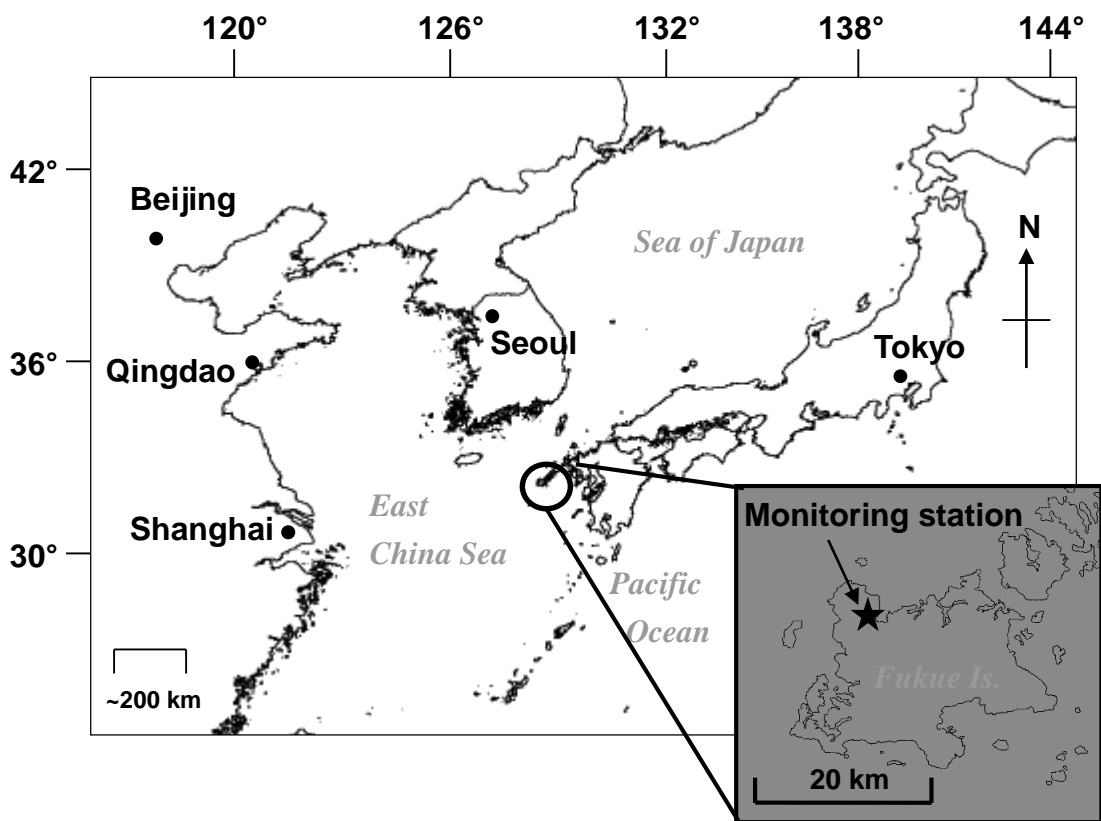 120° 126° 132° 138° 144°
42°
Beijing
N
Sea of Japan
Seoul
Tokyo
36°
Qingdao
East
China Sea
Monitoring station
Shanghai
30°
Pacific
Ocean
Fukue Is.
~200 km
20 km